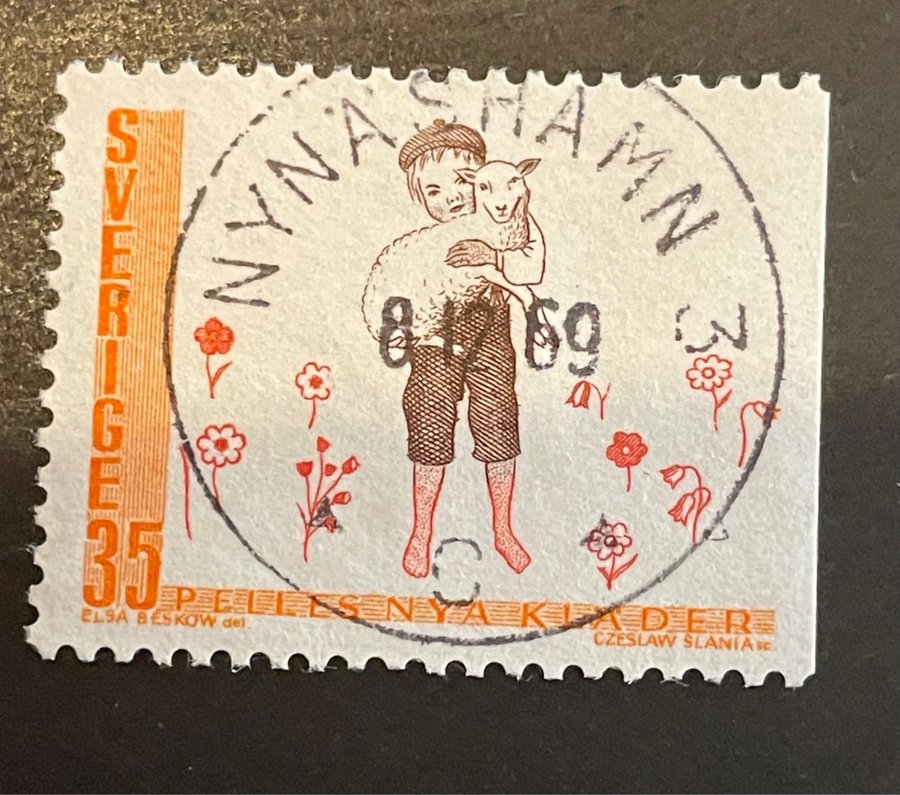 SVERIGE
35
PELLES NYA KLÄDER
ELSA BESKOW del.
CZESLAW SLANIA sc.
NYNÄSHAMN 3
8 12 69
C